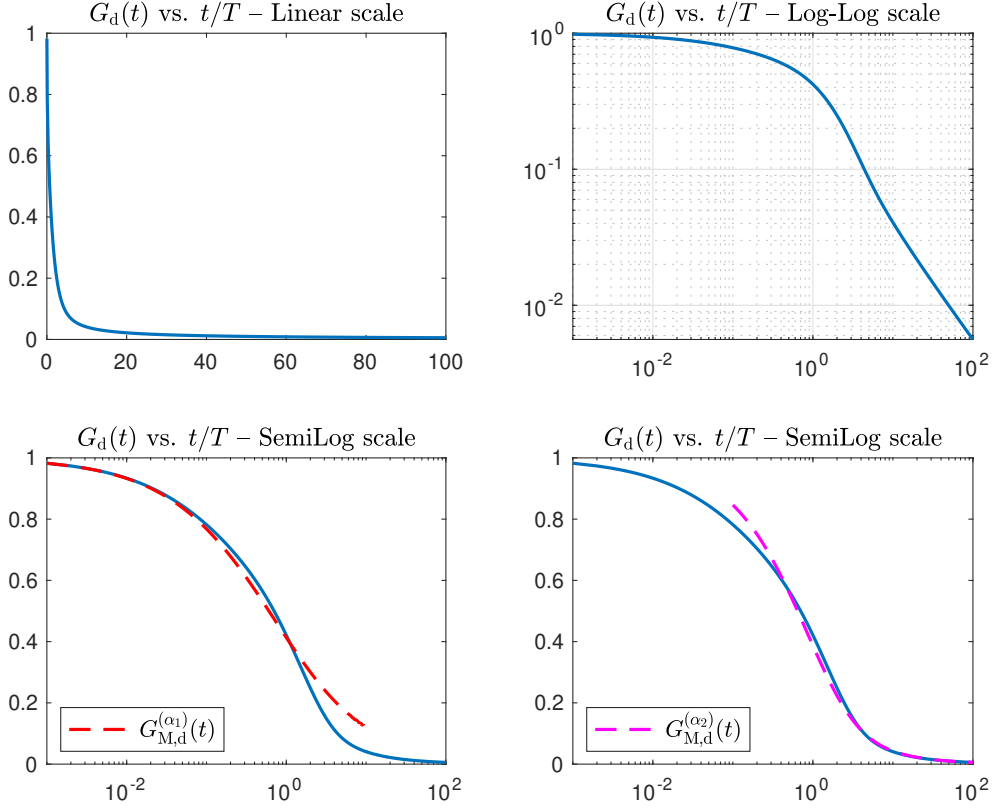 G_d(t) vs. t/T – Linear scale
1
0.8
0.6
0.4
0.2
0
0 20 40 60 80 100
G_d(t) vs. t/T – Log-Log scale
10^0
10^-1
10^-2
10^-2 10^0 10^2
G_d(t) vs. t/T – SemiLog scale
1
0.8
0.6
0.4
0.2
0
G_{M,d}^{(α_1)}(t)
10^-2 10^0 10^2
G_d(t) vs. t/T – SemiLog scale
1
0.8
0.6
0.4
0.2
0
G_{M,d}^{(α_2)}(t)
10^-2 10^0 10^2